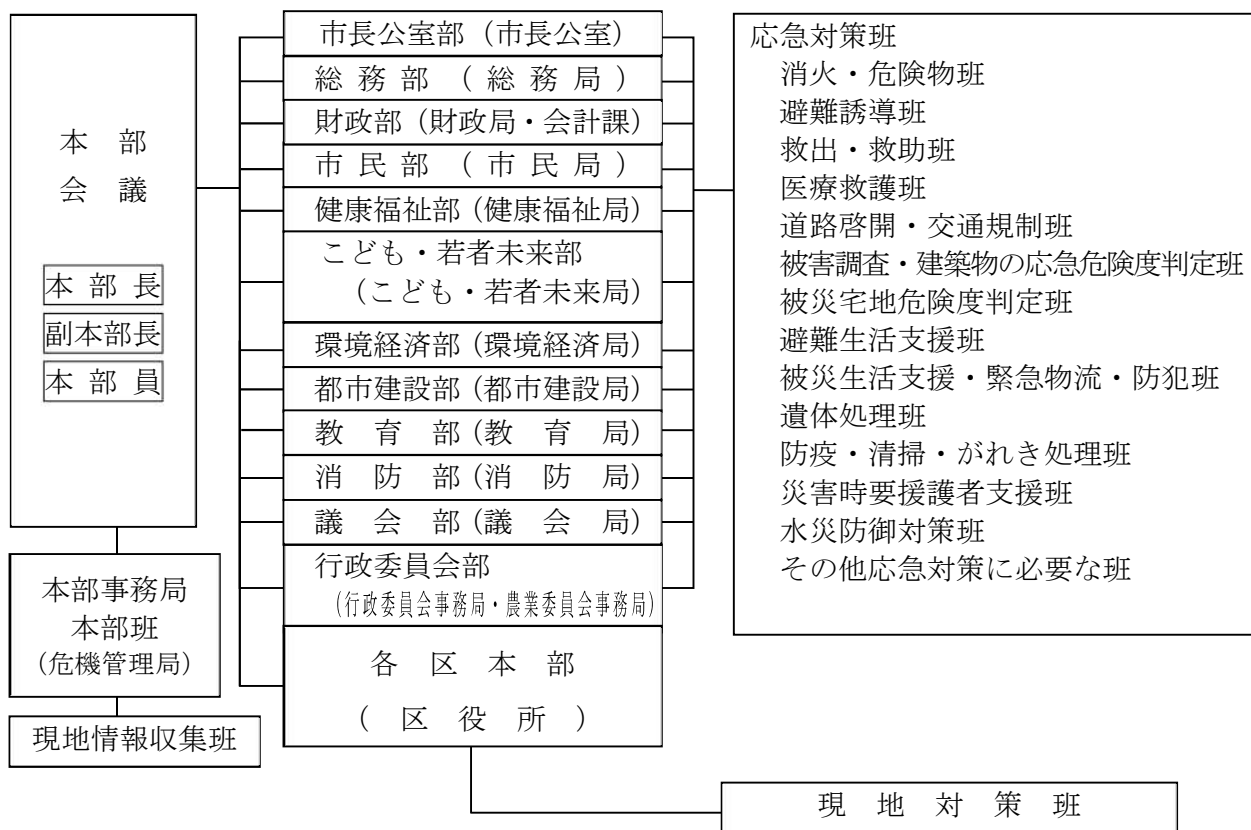 本部
会議
本部長
副本部長
本部員
本部事務局
本部班
(危機管理局)
現地情報収集班
市長公室部(市長公室)
総務部(総務局)
財政部(財政局・会計課)
市民部(市民局)
健康福祉部(健康福祉局)
こども・若者未来部
(こども・若者未来局)
環境経済部(環境経済局)
都市建設部(都市建設局)
教育部(教育局)
消防部(消防局)
議会部(議会局)
行政委員会部
(行政委員会事務局・農業委員会事務局)
各区本部
(区役所)
応急対策班
消火・危険物班
避難誘導班
救出・救助班
医療救護班
道路啓開・交通規制班
被害調査・建築物の応急危険度判定班
被災宅地危険度判定班
避難生活支援班
被災生活支援・緊急物流・防犯班
遺体処理班
防疫・清掃・がれき処理班
災害時要援護者支援班
水災防御対策班
その他応急対策に必要な班
現地対策班